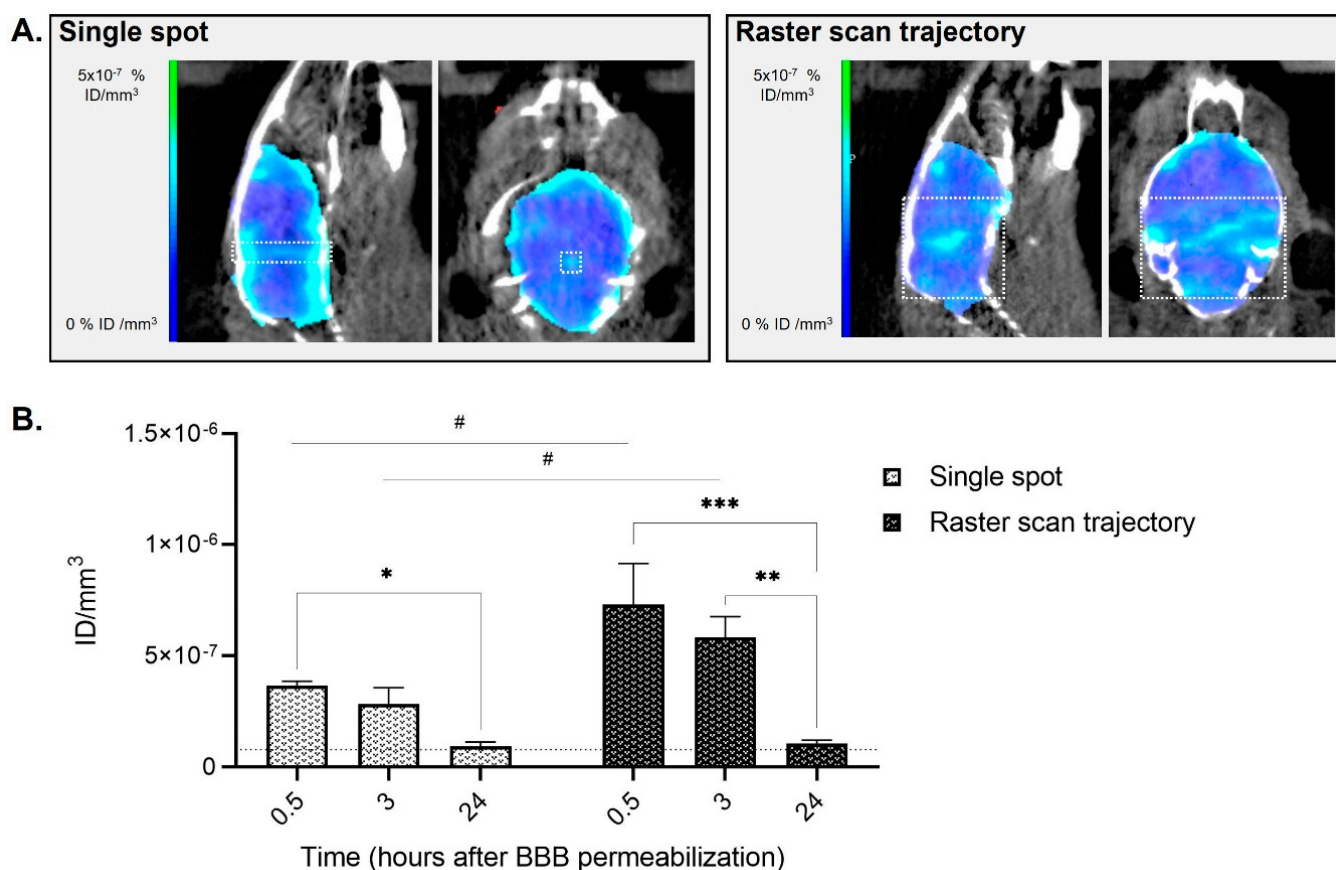 A.
Single spot
5x10⁻⁷ %
ID/mm³
0 % ID /mm³
Raster scan trajectory
5x10⁻⁷ %
ID/mm³
0 % ID /mm³
B.
1.5×10⁻⁶
1×10⁻⁶
5×10⁻⁷
0
ID/mm³
#
#
***
*
**
Single spot
Raster scan trajectory
0.5
3
24
0.5
3
24
Time (hours after BBB permeabilization)